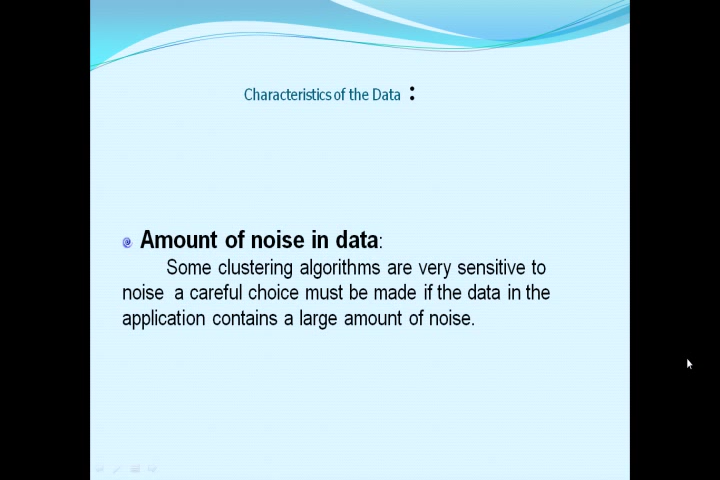 Characteristics of the Data :
Amount of noise in data:
Some clustering algorithms are very sensitive to
noise a careful choice must be made if the data in the
application contains a large amount of noise.